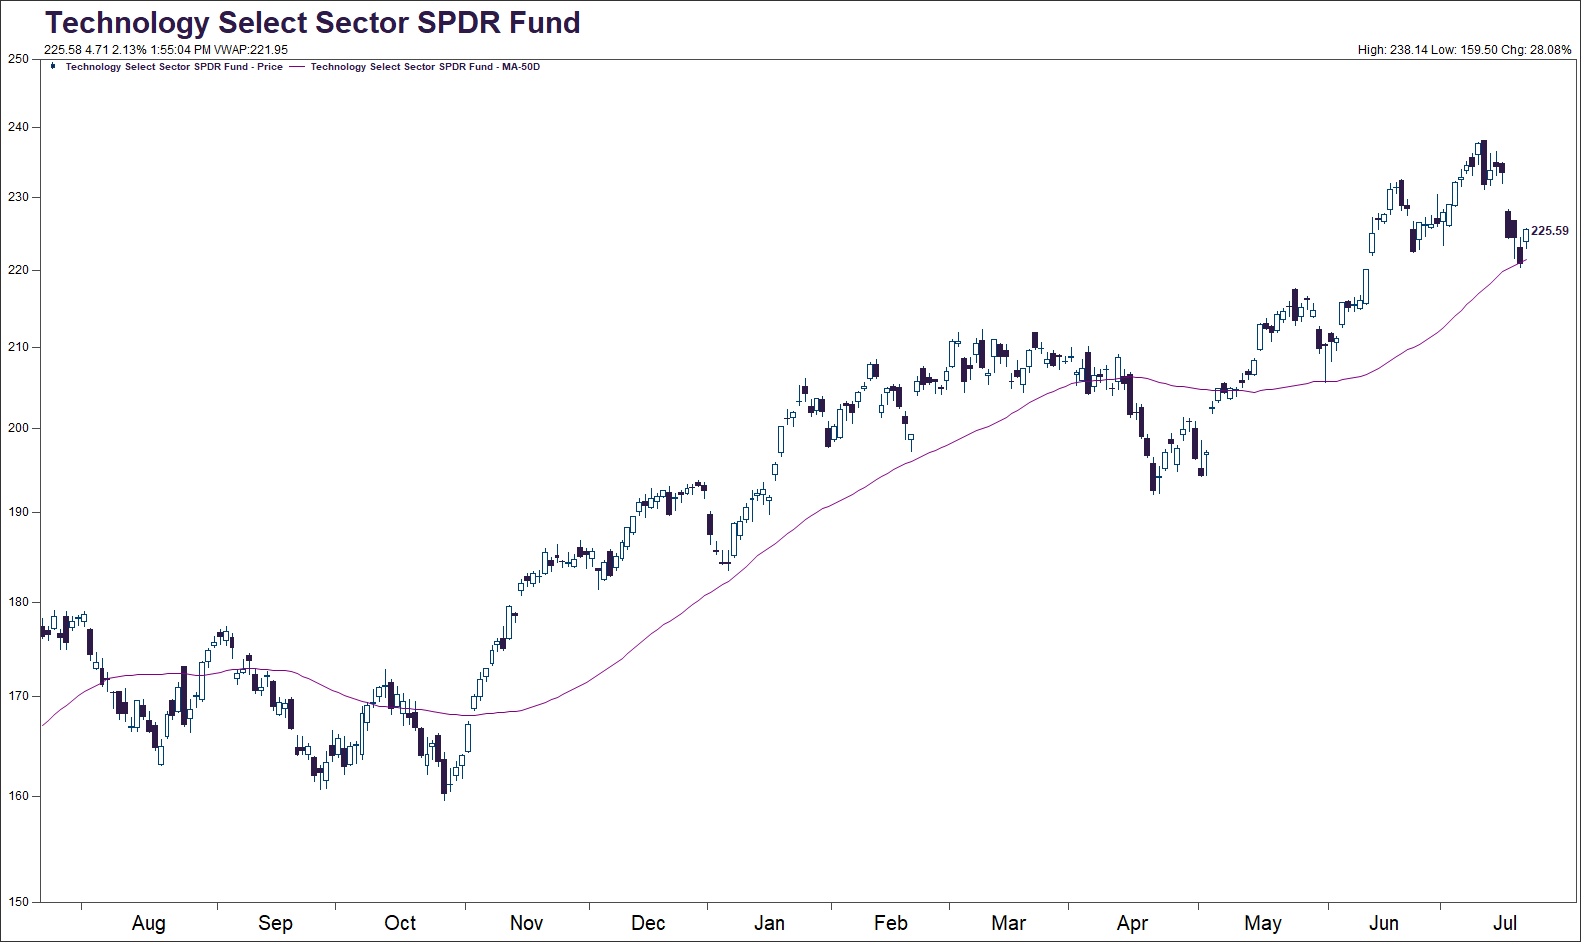 Technology Select Sector SPDR Fund
225.58 4.71 2.13% 1:55:04 PM VWAP:221.95
High: 238.14 Low: 159.50 Chg: 28.08%
Technology Select Sector SPDR Fund - Price
Technology Select Sector SPDR Fund - MA-50D
250
240
230
225.59
220
210
200
190
180
170
160
150
Aug Sep Oct Nov Dec Jan Feb Mar Apr May Jun Jul